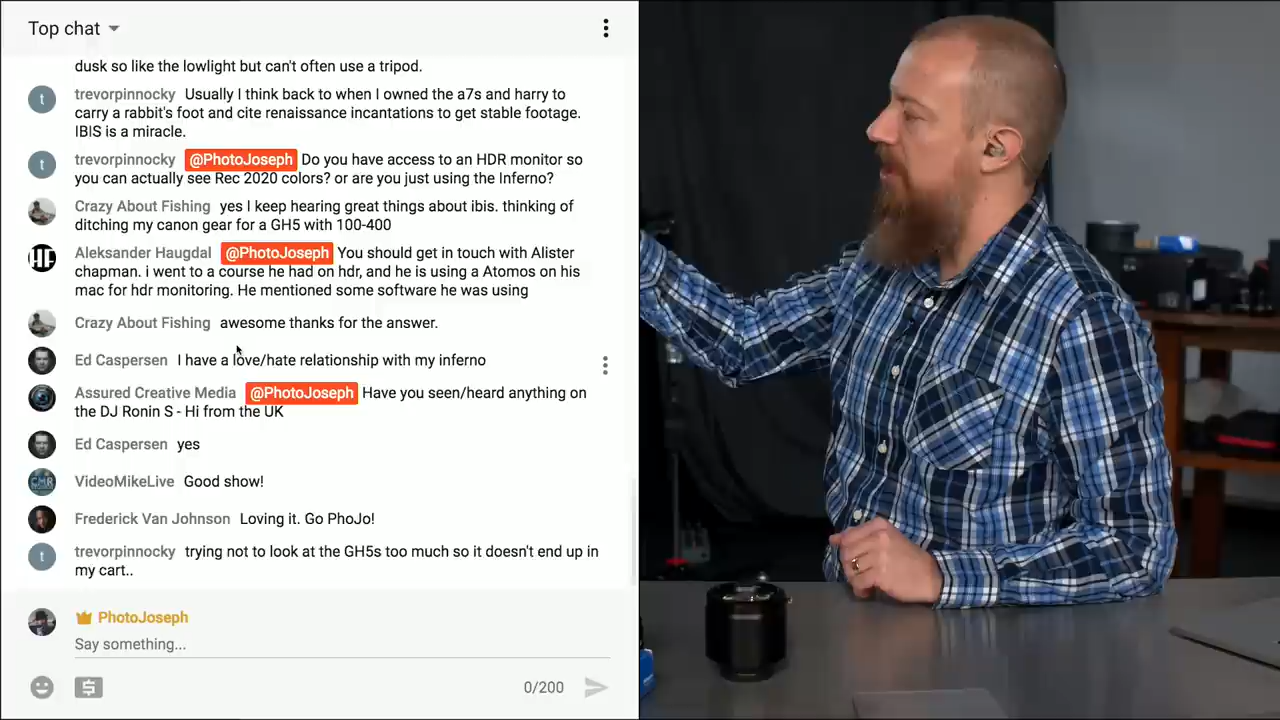 Top chat
dusk so like the lowlight but can't often use a tripod.
t
trevorpinnocky Usually I think back to when I owned the a7s and harry to
carry a rabbit's foot and cite renaissance incantations to get stable footage.
IBIS is a miracle.
t
trevorpinnocky @PhotoJoseph Do you have access to an HDR monitor so
you can actually see Rec 2020 colors? or are you just using the Inferno?
Crazy About Fishing yes I keep hearing great things about ibis. thinking of
ditching my canon gear for a GH5 with 100-400
HF
Aleksander Haugdal @PhotoJoseph You should get in touch with Alister
chapman. i went to a course he had on hdr, and he is using a Atomos on his
mac for hdr monitoring. He mentioned some software he was using
Crazy About Fishing awesome thanks for the answer.
Ed Caspersen I have a love/hate relationship with my inferno
Assured Creative Media @PhotoJoseph Have you seen/heard anything on
the DJ Ronin S - Hi from the UK
Ed Caspersen yes
CMR
VideoMikeLive Good show!
Frederick Van Johnson Loving it. Go PhoJo!
t
trevorpinnocky trying not to look at the GH5s too much so it doesn't end up in
my cart..
PhotoJoseph
Say something...
$
0/200